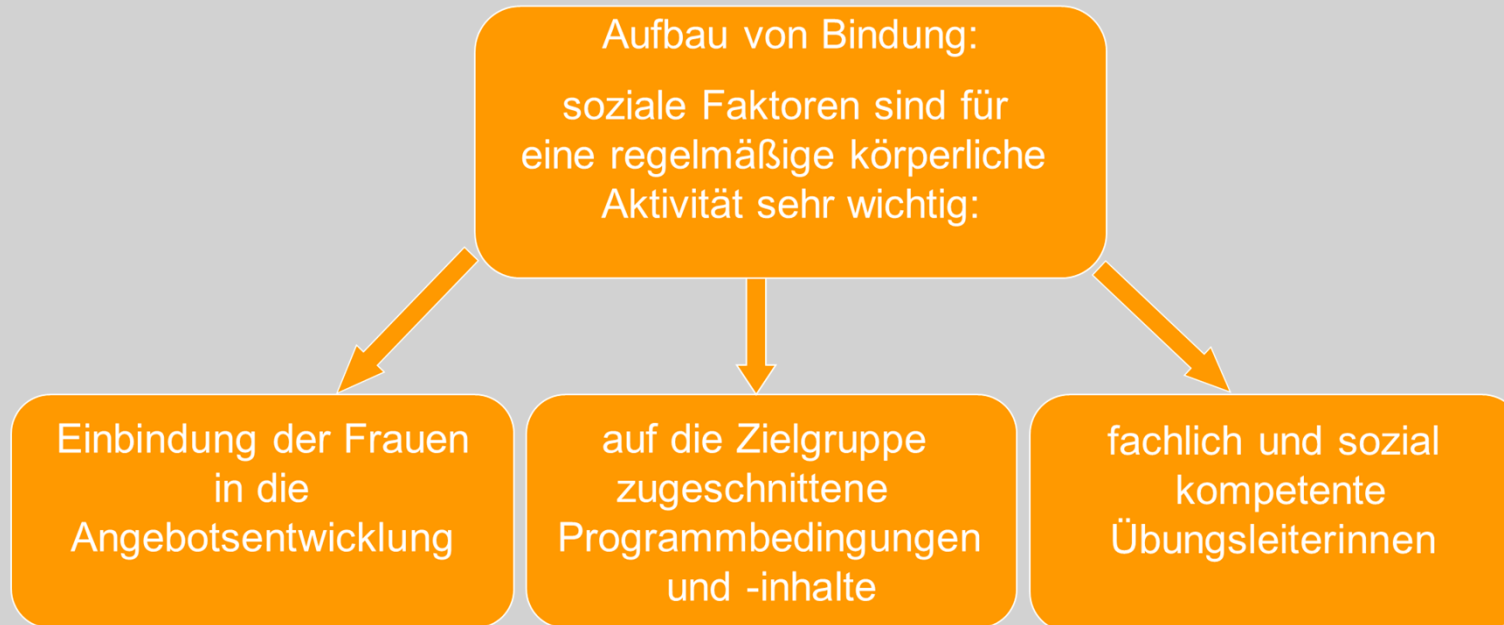 Aufbau von Bindung:
soziale Faktoren sind für
eine regelmäßige körperliche
Aktivität sehr wichtig:
Einbindung der Frauen
in die
Angebotsentwicklung
auf die Zielgruppe
zugeschnittene
Programmbedingungen
und -inhalte
fachlich und sozial
kompetente
Übungsleiterinnen